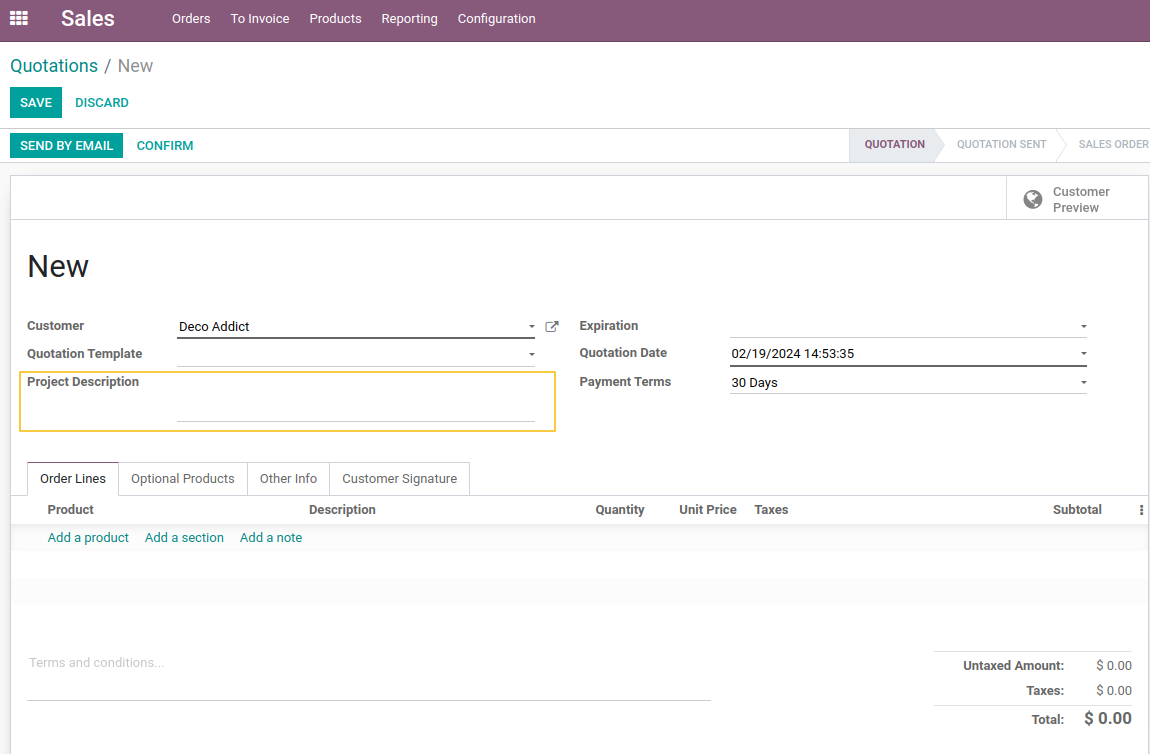 Sales Orders To Invoice Products Reporting Configuration
Quotations / New
SAVE DISCARD
SEND BY EMAIL CONFIRM QUOTATION QUOTATION SENT SALES ORDER
Customer
Preview
New
Customer Deco Addict Expiration
Quotation Template Quotation Date 02/19/2024 14:53:35
Project Description Payment Terms 30 Days
Order Lines Optional Products Other Info Customer Signature
Product Description Quantity Unit Price Taxes Subtotal
Add a product Add a section Add a note
Terms and conditions...
Untaxed Amount: $ 0.00
Taxes: $ 0.00
Total: $ 0.00